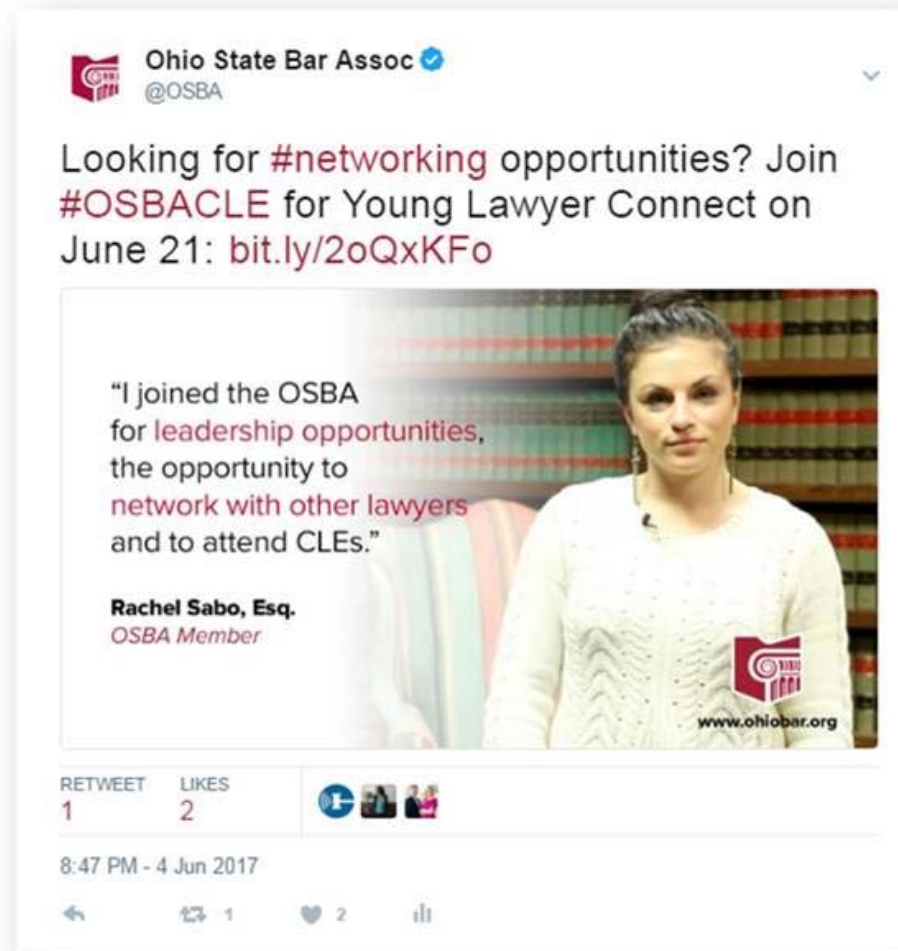 Ohio State Bar Assoc
@OSBA
Looking for #networking opportunities? Join
#OSBACLE for Young Lawyer Connect on
June 21: bit.ly/2oQxKFo
“I joined the OSBA
for leadership opportunities,
the opportunity to
network with other lawyers
and to attend CLEs.”
Rachel Sabo, Esq.
OSBA Member
www.ohiobar.org
RETWEET LIKES
1 2
8:47 PM - 4 Jun 2017
1 2